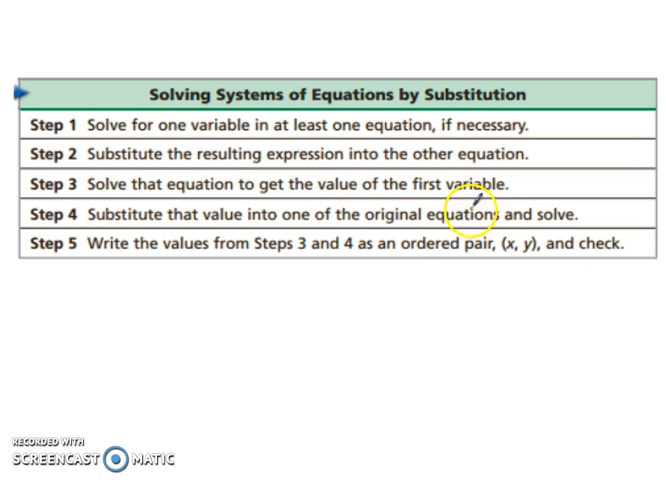 Solving Systems of Equations by Substitution
Step 1 Solve for one variable in at least one equation, if necessary.
Step 2 Substitute the resulting expression into the other equation.
Step 3 Solve that equation to get the value of the first variable.
Step 4 Substitute that value into one of the original equations and solve.
Step 5 Write the values from Steps 3 and 4 as an ordered pair, (x, y), and check.
RECORDED WITH
SCREENCAST MATIC